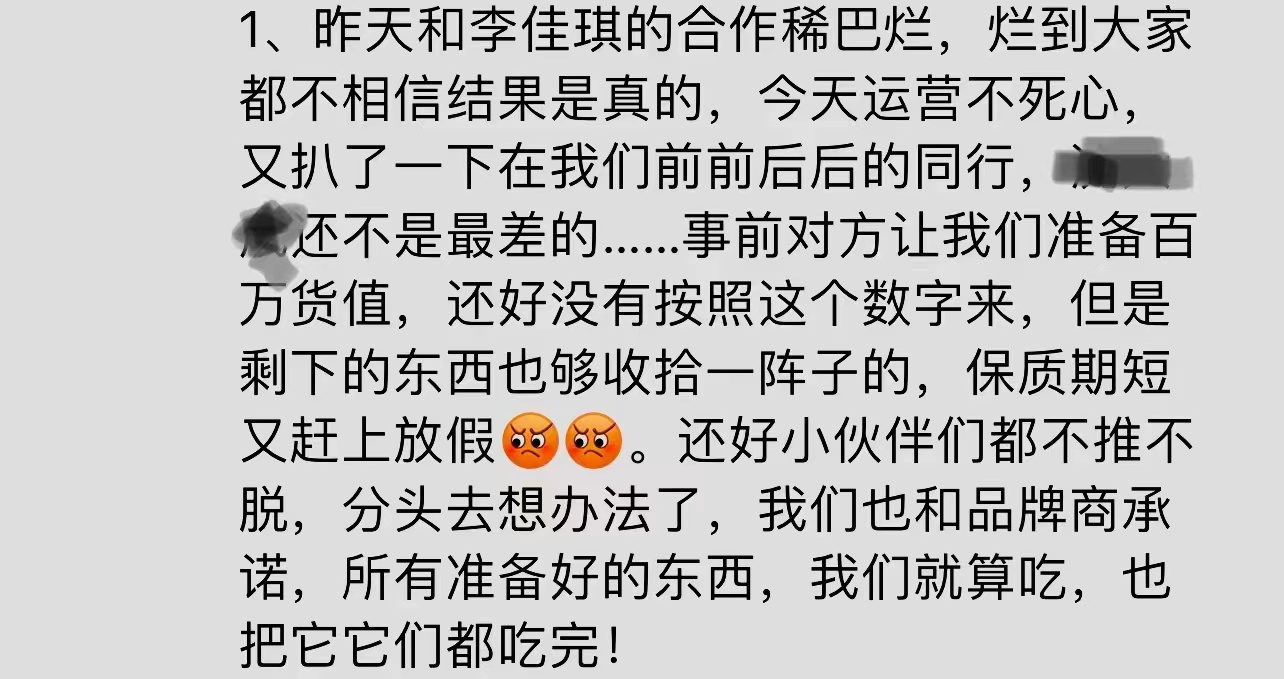 1、昨天和李佳琪的合作稀巴烂，烂到大家
都不相信结果是真的，今天运营不死心，
又扒了一下在我们前前后后的同行，
还不是最差的……事前对方让我们准备百
万货值，还好没有按照这个数字来，但是
剩下的东西也够收拾一阵子的，保质期短
又赶上放假😡😡。还好小伙伴们都不推不
脱，分头去想办法了，我们也和品牌商承
诺，所有准备好的东西，我们就算吃，也
把它它们都吃完！